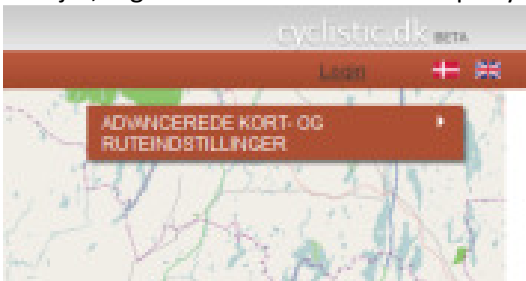 cyclistic.dk BETA
Login
ADVANCEREDE KORT- OG
RUTEINDSTILLINGER